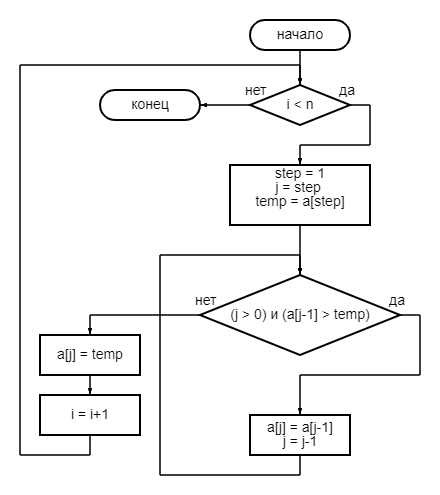 начало
нет
да
i < n
конец
step = 1
j = step
temp = a[step]
нет
да
(j > 0) и (a[j-1] > temp)
a[j] = temp
i = i+1
a[j] = a[j-1]
j = j-1